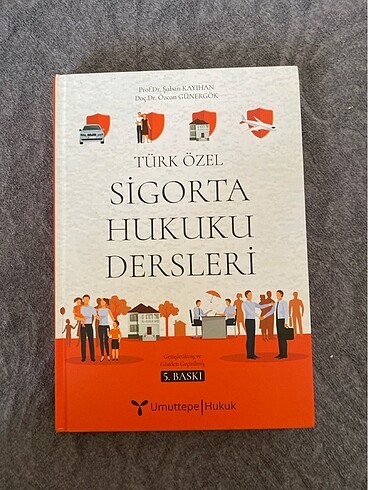 Prof.Dr. Şaban KAYIHAN
Doç.Dr. Özcan GÜNERGÖK
TÜRK ÖZEL
SİGORTA
HUKUKU
DERSLERİ
Genişletilmiş ve
Gözden Geçirilmiş
5. BASKI
Umuttepe|Hukuk